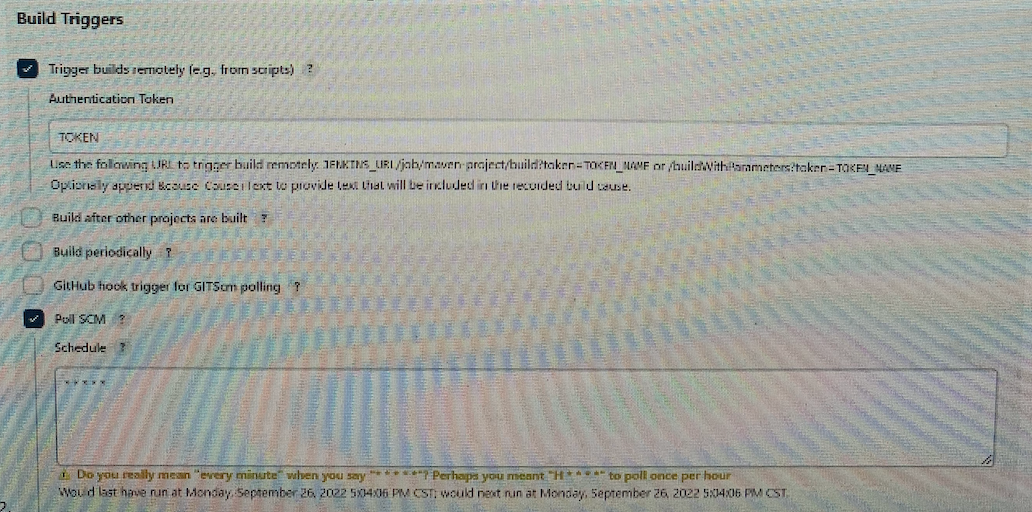 Build Triggers
Trigger builds remotely (e.g., from scripts) ?
Authentication Token
TOKEN
Use the following URL to trigger build remotely: JENKINS_URL/job/maven-project/build?token=TOKEN_NAME or /buildWithParameters?token=TOKEN_NAME
Optionally append &cause=Cause+Text to provide text that will be included in the recorded build cause.
Build after other projects are built ?
Build periodically ?
GitHub hook trigger for GITScm polling ?
Poll SCM ?
Schedule ?
* * * * *
Do you really mean "every minute" when you say "* * * * *"? Perhaps you meant "H * * * *" to poll once per hour
Would last have run at Monday, September 26, 2022 5:04:06 PM CST; would next run at Monday, September 26, 2022 5:04:06 PM CST.